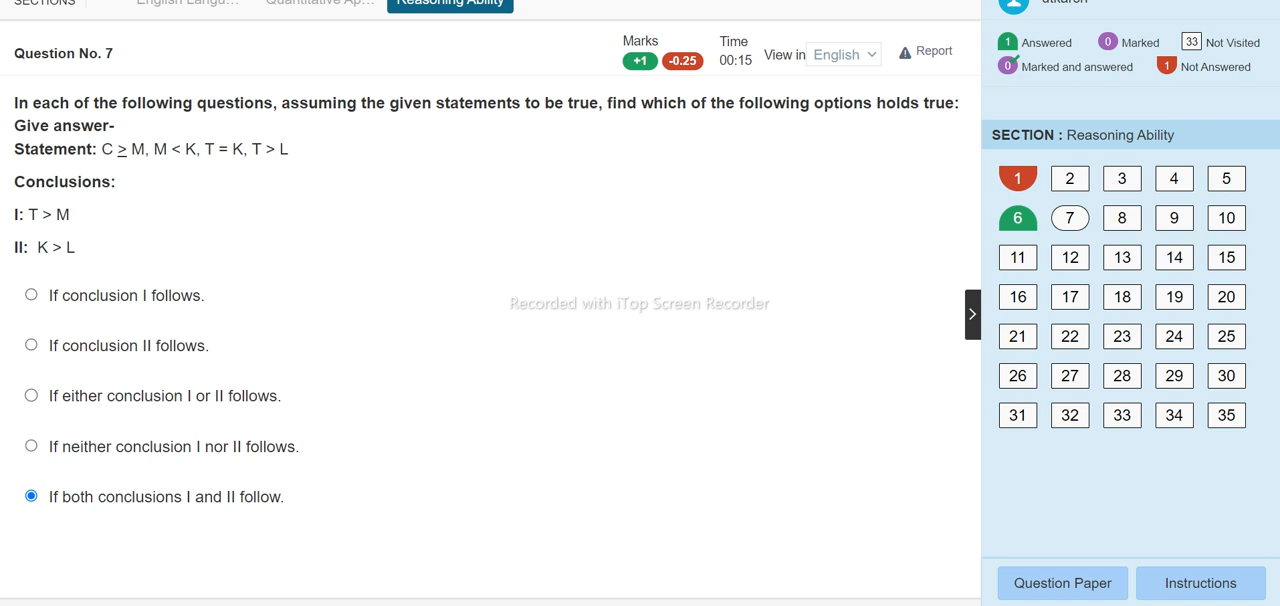 SECTIONS
English Langu...
Quantitative Ap...
Reasoning Ability
Question No. 7
Marks
+1 -0.25
Time
00:15
View in English
Report
In each of the following questions, assuming the given statements to be true, find which of the following options holds true:
Give answer-
Statement: C ≥ M, M < K, T = K, T > L
Conclusions:
I: T > M
II: K > L
If conclusion I follows.
If conclusion II follows.
If either conclusion I or II follows.
If neither conclusion I nor II follows.
If both conclusions I and II follow.
Recorded with iTop Screen Recorder
1 Answered 0 Marked 33 Not Visited
0 Marked and answered 1 Not Answered
SECTION : Reasoning Ability
1 2 3 4 5
6 7 8 9 10
11 12 13 14 15
16 17 18 19 20
21 22 23 24 25
26 27 28 29 30
31 32 33 34 35
Question Paper Instructions